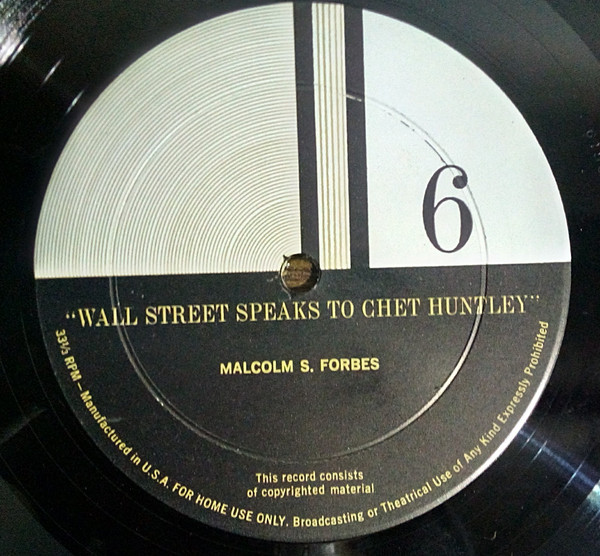 6
“WALL STREET SPEAKS TO CHET HUNTLEY”
MALCOLM S. FORBES
This record consists
of copyrighted material
33⅓ RPM – Manufactured in U.S.A. FOR HOME USE ONLY. Broadcasting or Theatrical Use of Any Kind Expressly Prohibited